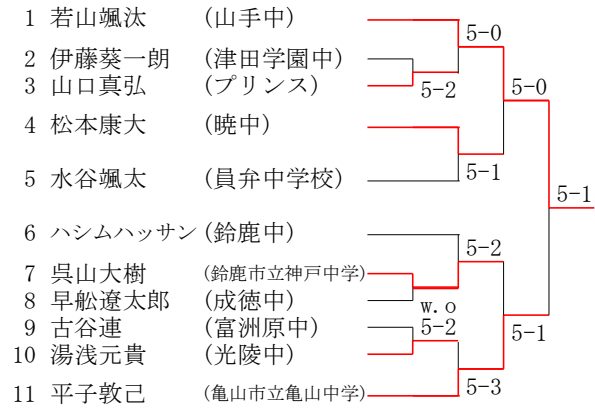 1 若山颯汰 (山手中)
5-0
2 伊藤葵一朗 (津田学園中)
3 山口真弘 (プリンス)
5-2
5-0
4 松本康大 (暁中)
5-1
5 水谷颯太 (員弁中学校)
5-1
6 ハシムハッサン (鈴鹿中)
5-2
7 呉山大樹 (鈴鹿市立神戸中学)
8 早舩遼太郎 (成徳中)
w.o
9 古谷連 (富洲原中)
5-2
5-1
10 湯浅元貴 (光陵中)
11 平子敦己 (亀山市立亀山中学)
5-3